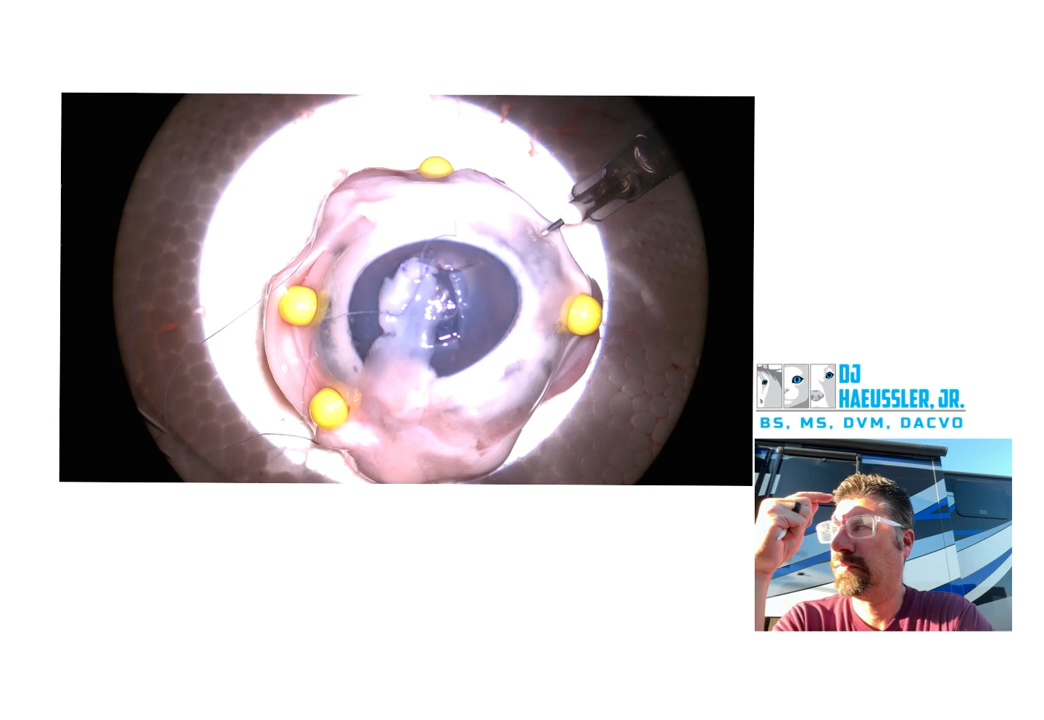 DJ
HAEUSSLER, JR.
BS, MS, DVM, DACVO